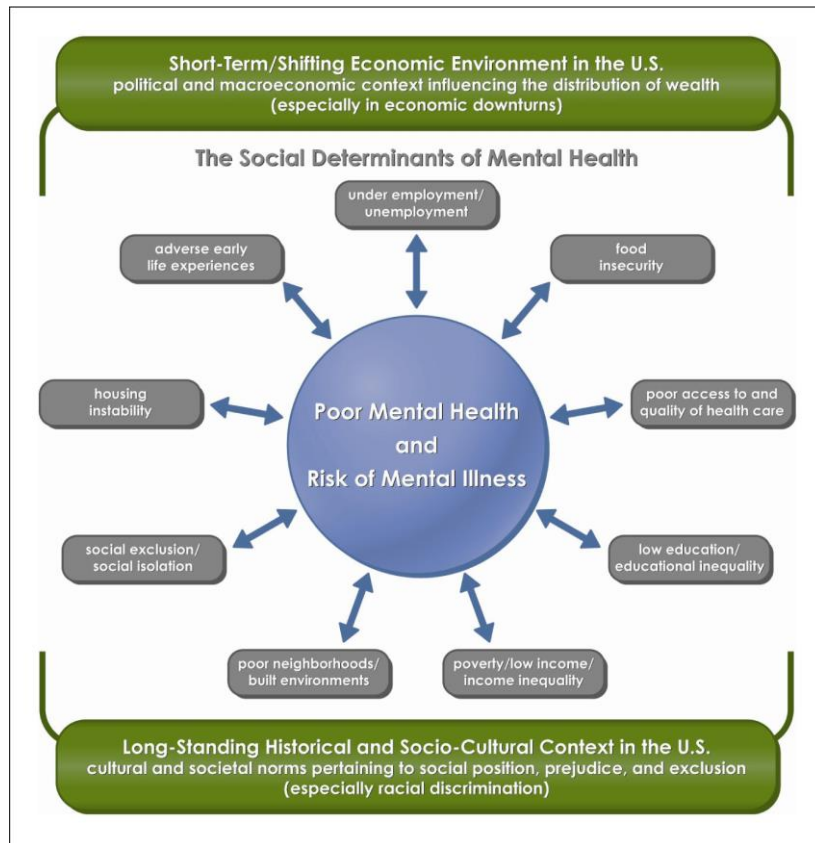 Short-Term/Shifting Economic Environment in the U.S.
political and macroeconomic context influencing the distribution of wealth
(especially in economic downturns)
The Social Determinants of Mental Health
under employment/
unemployment
adverse early
life experiences
food
insecurity
housing
instability
Poor Mental Health
and
Risk of Mental Illness
poor access to and
quality of health care
social exclusion/
social isolation
low education/
educational inequality
poor neighborhoods/
built environments
poverty/low income/
income inequality
Long-Standing Historical and Socio-Cultural Context in the U.S.
cultural and societal norms pertaining to social position, prejudice, and exclusion
(especially racial discrimination)